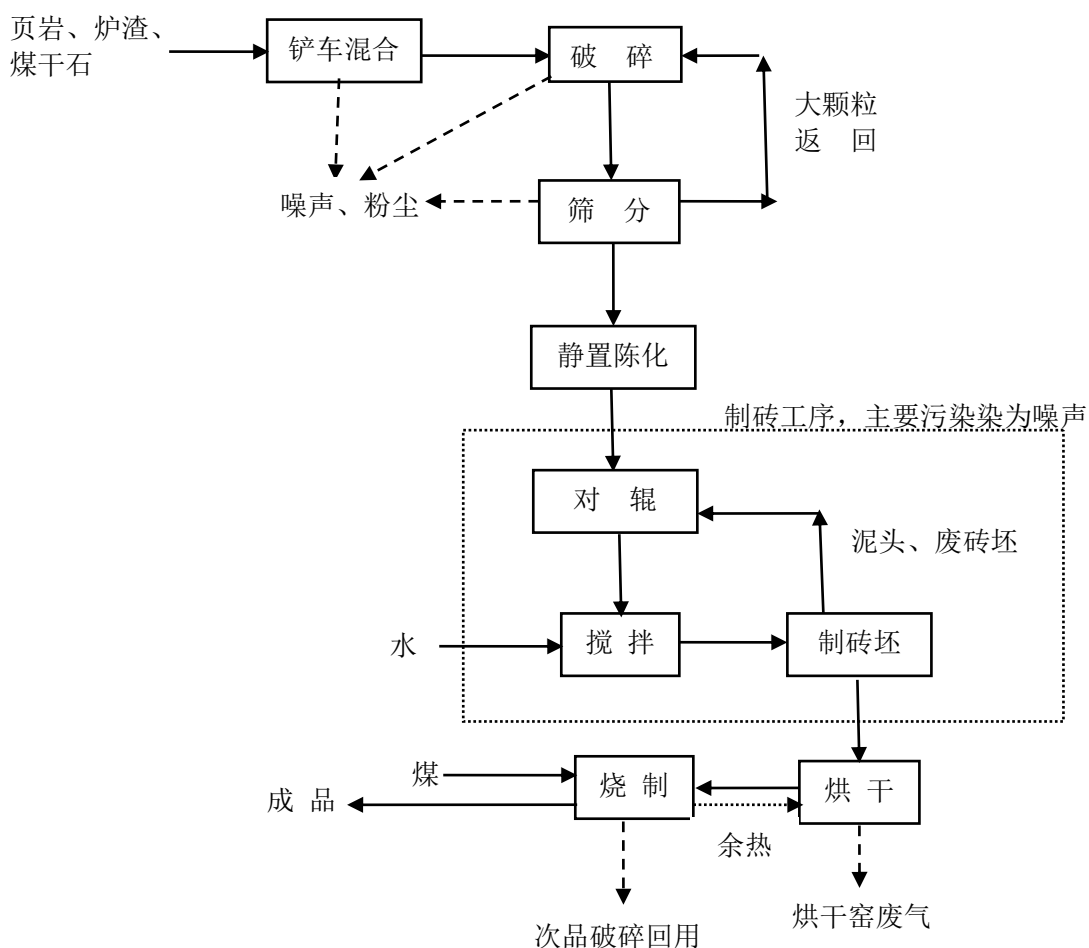 页岩、炉渣、
煤干石
铲车混合
破 碎
大颗粒
返 回
噪声、粉尘
筛 分
静置陈化
制砖工序，主要污染染为噪声
对 辊
泥头、废砖坯
水
搅 拌
制砖坯
煤
成 品
烧 制
烘 干
余热
次品破碎回用
烘干窑废气